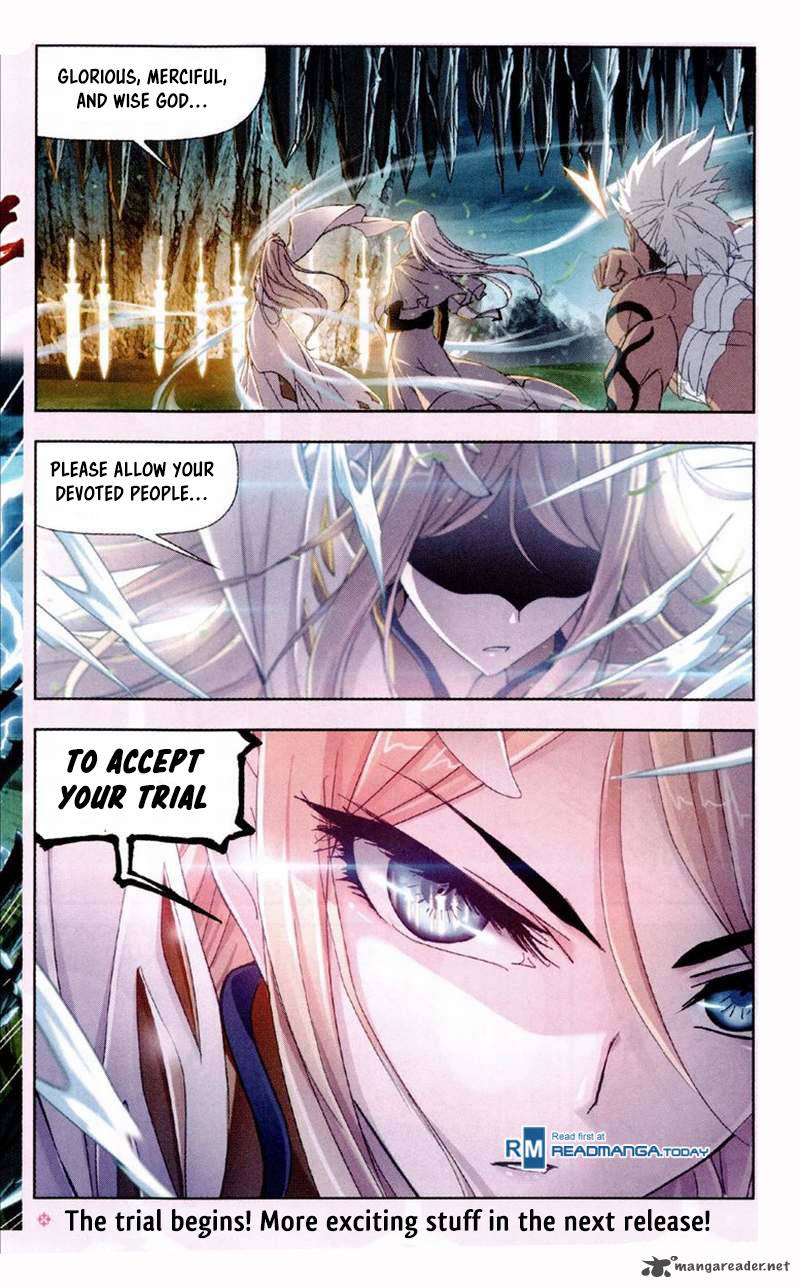 GLORIOUS, MERCIFUL,
AND WISE GOD...
PLEASE ALLOW YOUR
DEVOTED PEOPLE...
TO ACCEPT
YOUR TRIAL
RM
Read first at
READMANGA.TODAY
The trial begins! More exciting stuff in the next release!
mangareader.net